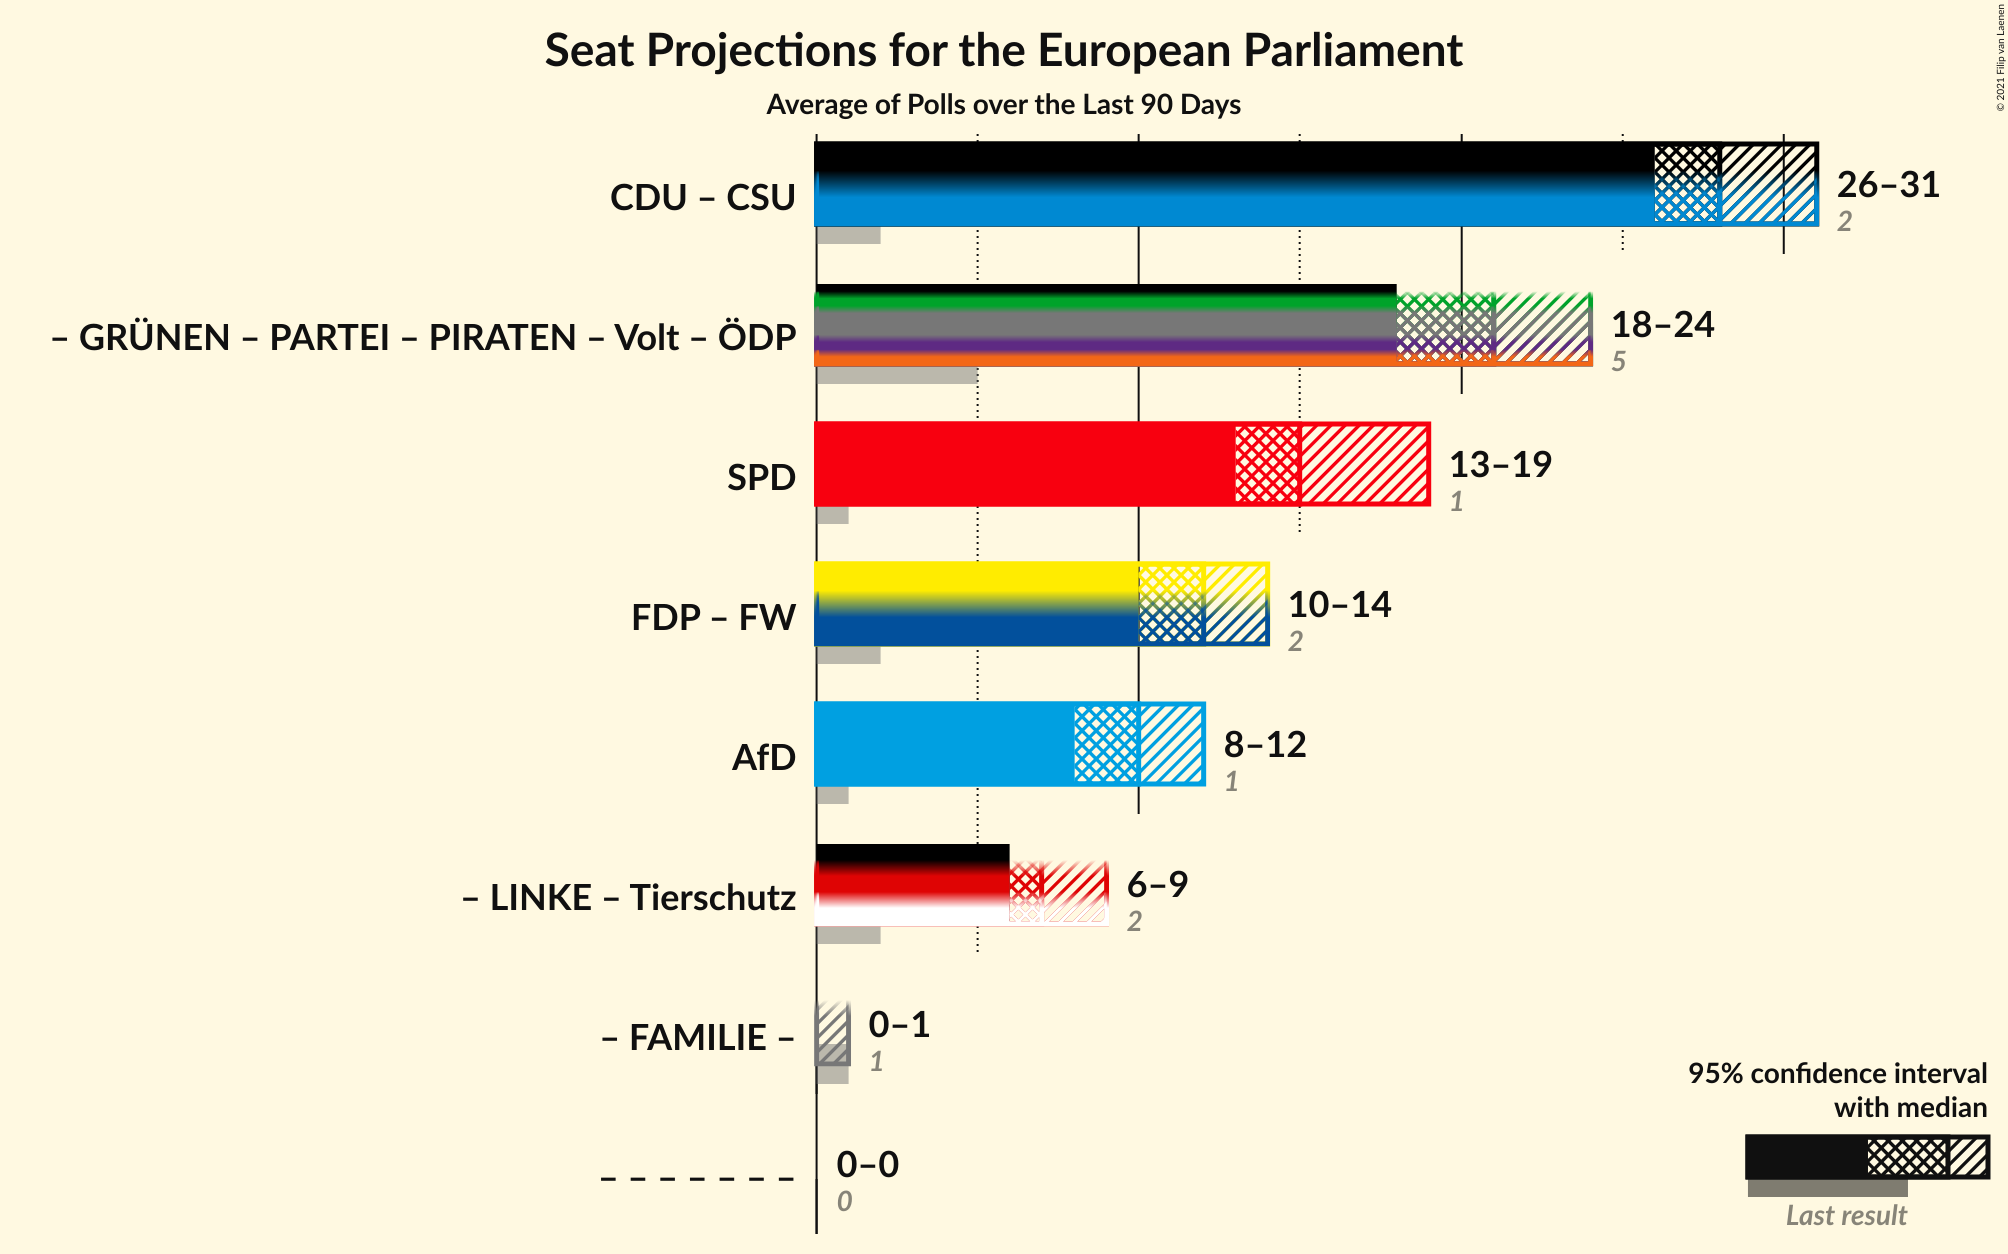 Seat Projections for the European Parliament
Average of Polls over the Last 90 Days
© 2021 Filip van Laenen
CDU – CSU
26–31
2
– GRÜNEN – PARTEI – PIRATEN – Volt – ÖDP
18–24
5
SPD
13–19
1
FDP – FW
10–14
2
AfD
8–12
1
– LINKE – Tierschutz
6–9
2
– FAMILIE –
0–1
1
– – – – – – –
0–0
0
95% confidence interval
with median
Last result